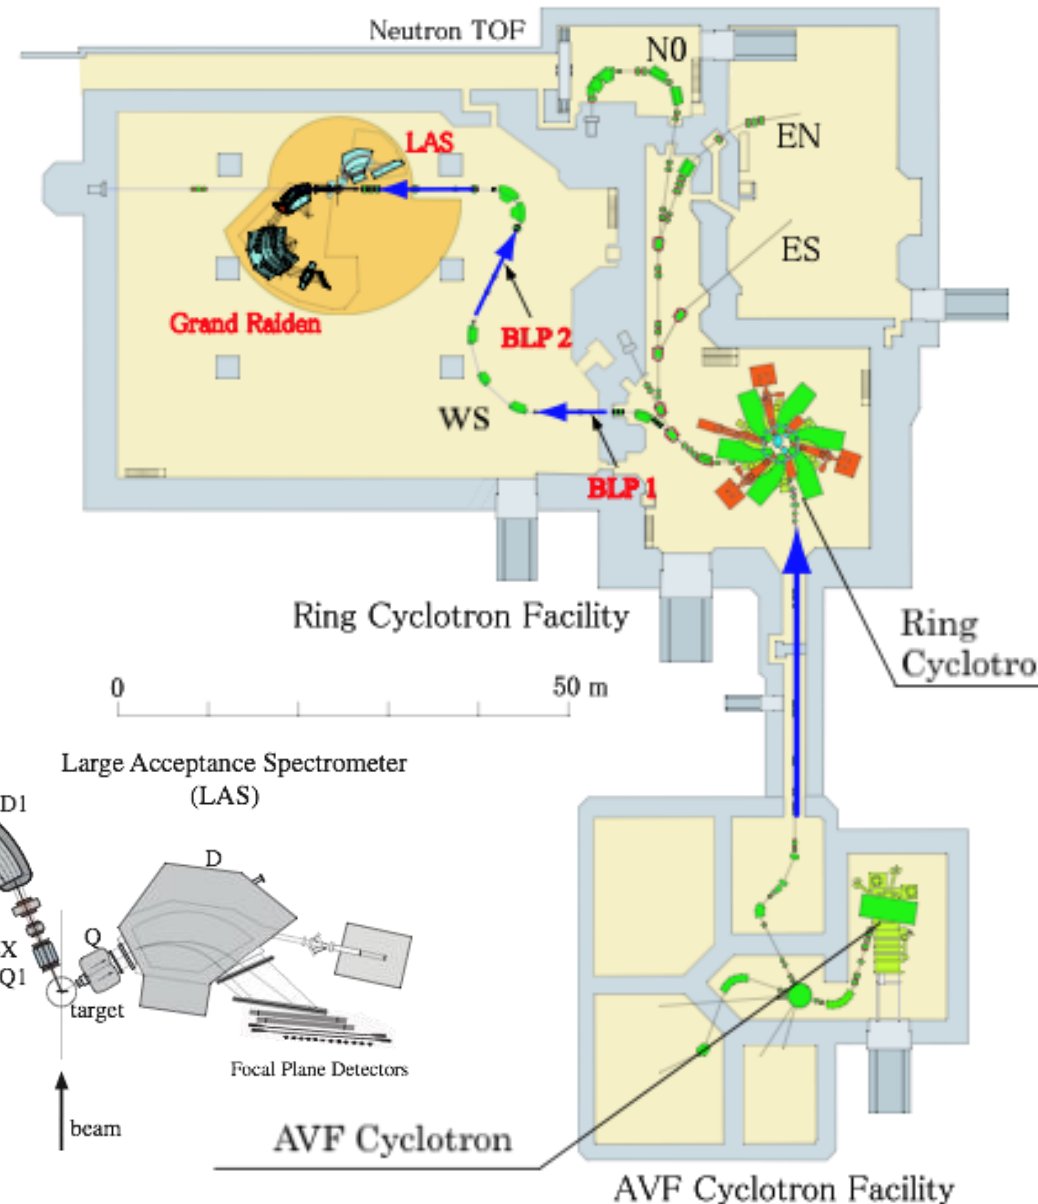 Neutron TOF
N0
LAS
EN
ES
Grand Raiden
BLP 2
WS
BLP 1
Ring Cyclotron Facility
Ring
Cyclotro
0
50 m
Large Acceptance Spectrometer
(LAS)
D1
D
Q
X
Q1
target
Focal Plane Detectors
beam
AVF Cyclotron
AVF Cyclotron Facility